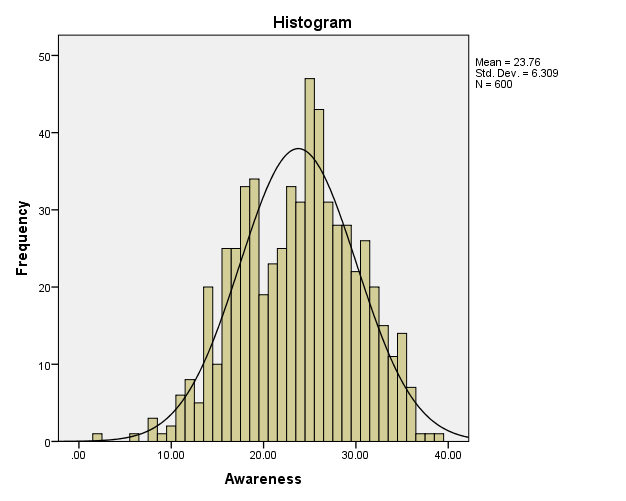 Histogram
Mean = 23.76
Std. Dev. = 6.309
N = 600
50
40
30
20
10
0
Frequency
.00
10.00
20.00
30.00
40.00
Awareness